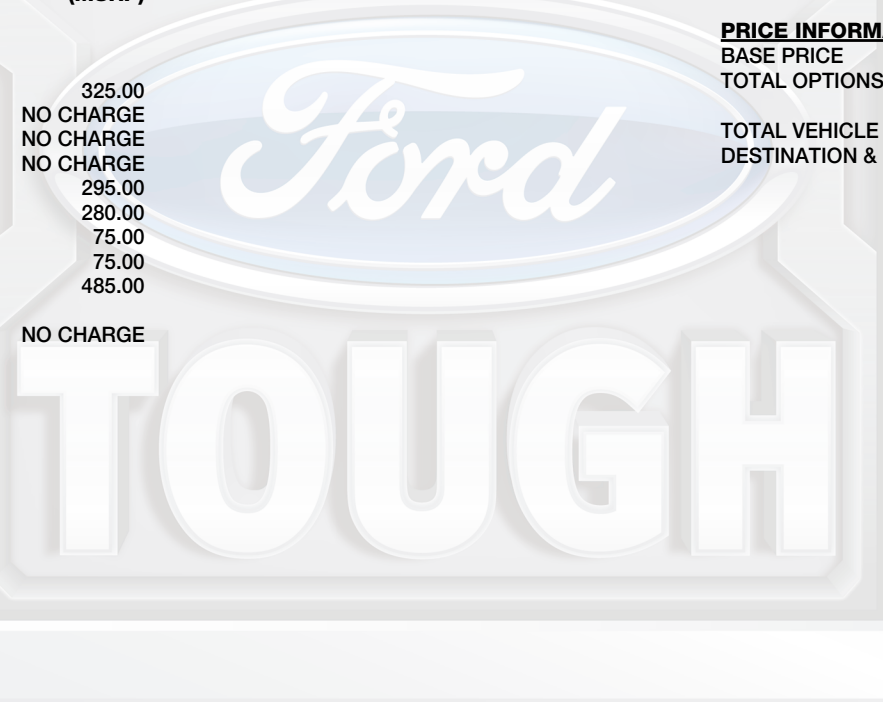 PRICE INFORM
BASE PRICE
TOTAL OPTIONS
TOTAL VEHICLE
DESTINATION &
325.00
NO CHARGE
NO CHARGE
NO CHARGE
295.00
280.00
75.00
75.00
485.00
NO CHARGE
Ford
TOUGH